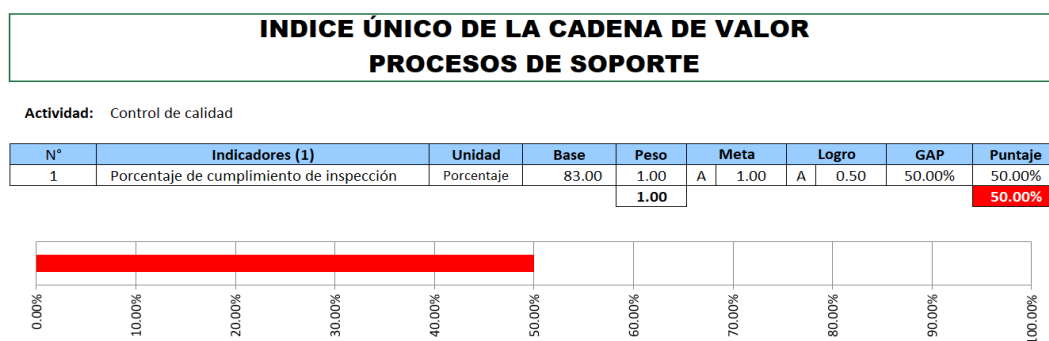 INDICE ÚNICO DE LA CADENA DE VALOR
PROCESOS DE SOPORTE
Actividad: Control de calidad
N° Indicadores (1) Unidad Base Peso Meta Logro GAP Puntaje
1 Porcentaje de cumplimiento de inspección Porcentaje 83.00 1.00 A 1.00 A 0.50 50.00% 50.00%
1.00 50.00%
0.00% 10.00% 20.00% 30.00% 40.00% 50.00% 60.00% 70.00% 80.00% 90.00% 100.00%